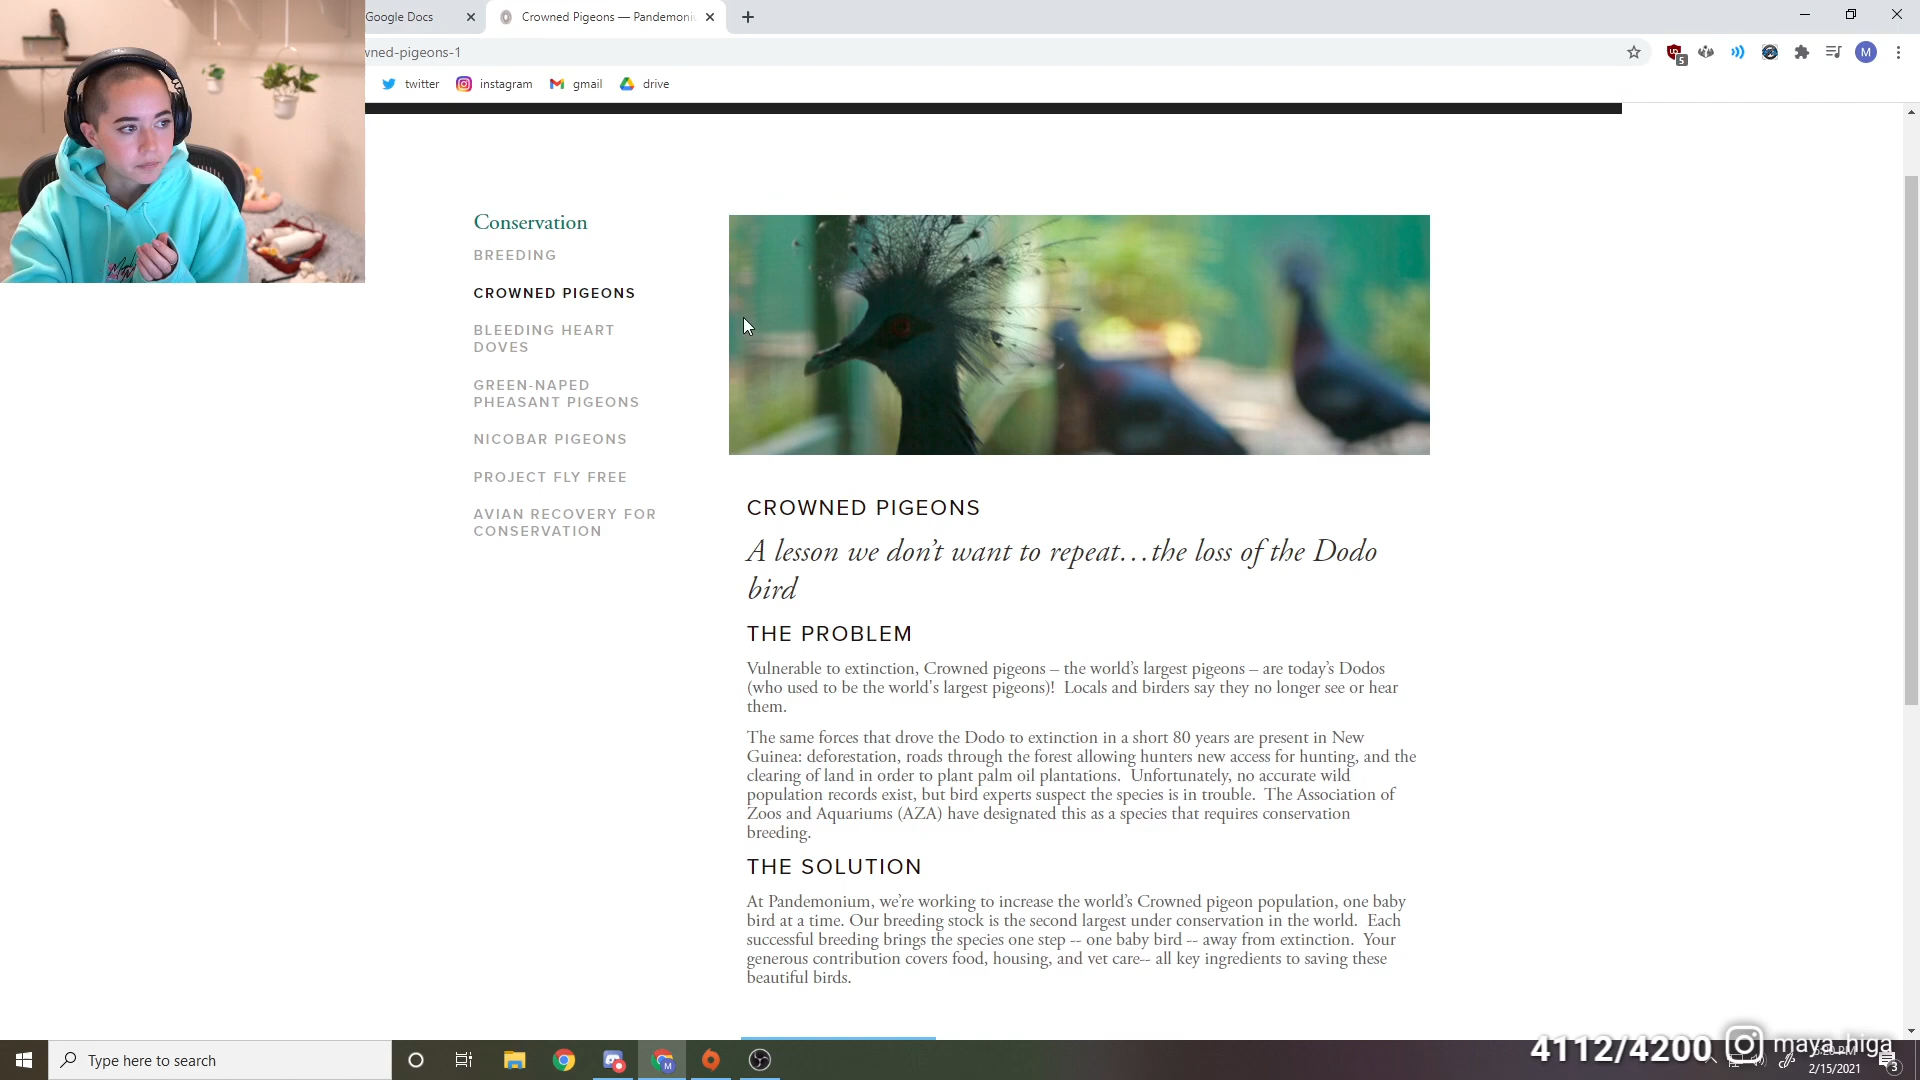 Google Docs
Crowned Pigeons — Pandemoni
wned-pigeons-1
twitter instagram gmail drive
Conservation
BREEDING
CROWNED PIGEONS
BLEEDING HEART
DOVES
GREEN-NAPED
PHEASANT PIGEONS
NICOBAR PIGEONS
PROJECT FLY FREE
AVIAN RECOVERY FOR
CONSERVATION
CROWNED PIGEONS
A lesson we don’t want to repeat…the loss of the Dodo
bird
THE PROBLEM
Vulnerable to extinction, Crowned pigeons – the world’s largest pigeons – are today’s Dodos
(who used to be the world's largest pigeons)!  Locals and birders say they no longer see or hear
them.
The same forces that drove the Dodo to extinction in a short 80 years are present in New
Guinea: deforestation, roads through the forest allowing hunters new access for hunting, and the
clearing of land in order to plant palm oil plantations.  Unfortunately, no accurate wild
population records exist, but bird experts suspect the species is in trouble.  The Association of
Zoos and Aquariums (AZA) have designated this as a species that requires conservation
breeding.
THE SOLUTION
At Pandemonium, we’re working to increase the world’s Crowned pigeon population, one baby
bird at a time. Our breeding stock is the second largest under conservation in the world.  Each
successful breeding brings the species one step -- one baby bird -- away from extinction.  Your
generous contribution covers food, housing, and vet care-- all key ingredients to saving these
beautiful birds.
Type here to search
4112/4200 maya_higa
2/15/2021
5
M
3